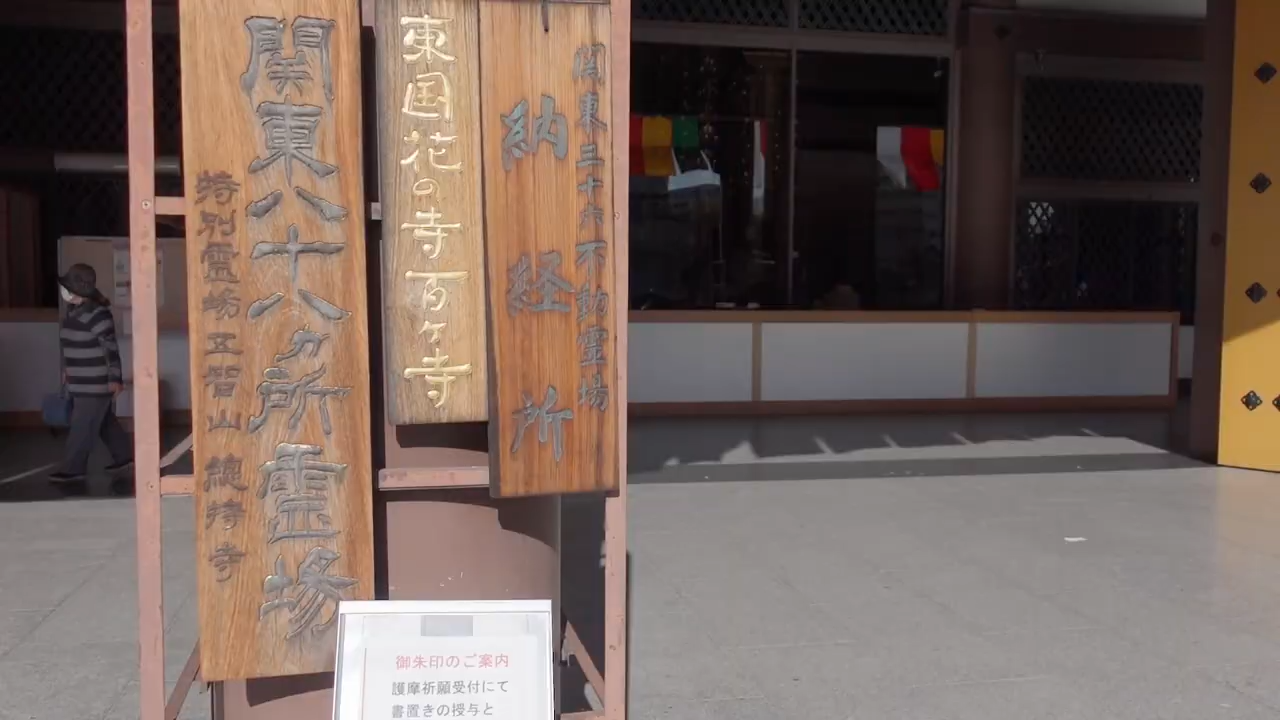 関東八十八ヵ所霊場
特別霊場五智山總持寺
東国花の寺百ヶ寺
関東三十六不動霊場
納経所
御朱印のご案内
護摩祈願受付にて
書置きの授与と